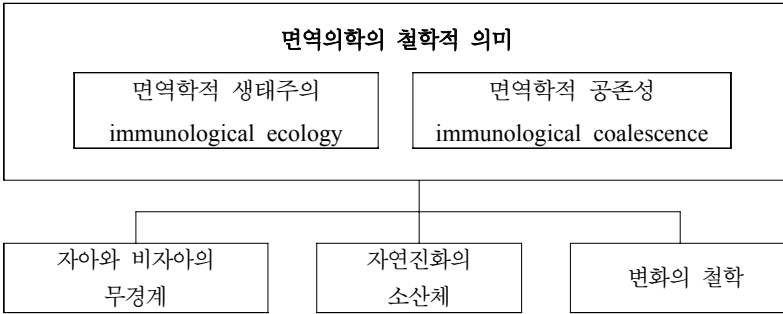 면역의학의 철학적 의미
면역학적 생태주의
immunological ecology
면역학적 공존성
immunological coalescence
자아와 비자아의
무경계
자연진화의
소산체
변화의 철학